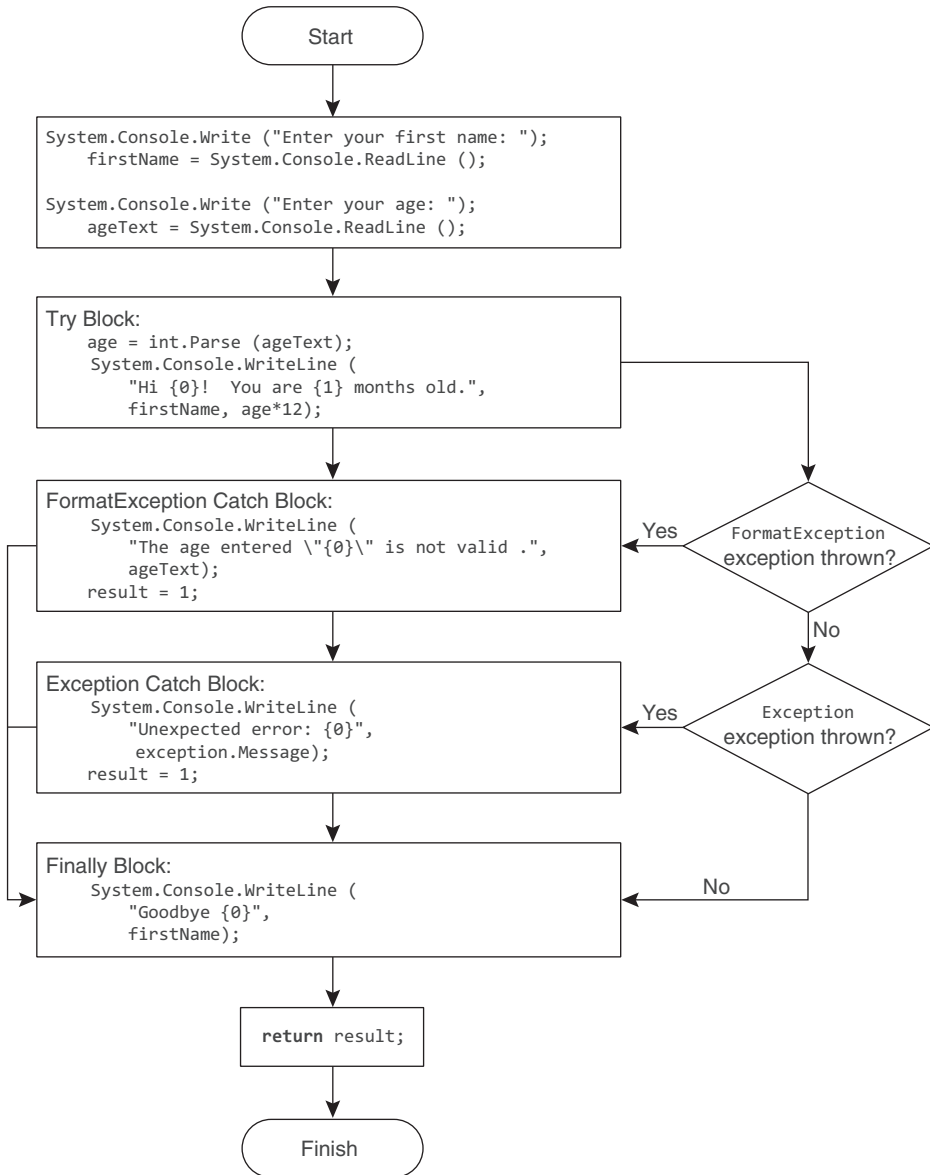 Start
System.Console.Write ("Enter your first name: ");
firstName = System.Console.ReadLine ();
System.Console.Write ("Enter your age: ");
ageText = System.Console.ReadLine ();
Try Block:
age = int.Parse (ageText);
System.Console.WriteLine (
"Hi {0}!  You are {1} months old.",
firstName, age*12);
FormatException Catch Block:
System.Console.WriteLine (
"The age entered \"{0}\" is not valid .",
ageText);
result = 1;
Yes
FormatException
exception thrown?
No
Exception Catch Block:
System.Console.WriteLine (
"Unexpected error: {0}",
exception.Message);
result = 1;
Yes
Exception
exception thrown?
Finally Block:
System.Console.WriteLine (
"Goodbye {0}",
firstName);
No
return result;
Finish